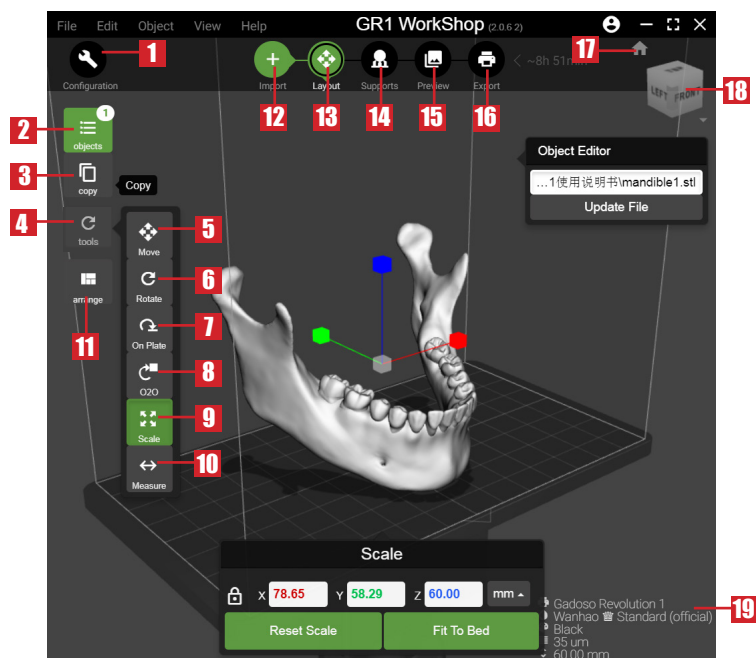 File Edit Object View Help GR1 WorkShop (2.0.6 2)
1
Configuration
Import Layout Supports Preview Export < ~8h 51min
12 13 14 15 16 17
18
LEFT FRONT
2
1
objects
3
copy
Copy
4
tools
5
Move
6
Rotate
7
On Plate
8
O2O
9
Scale
10
Measure
arrange
11
Object Editor
...1使用说明书\mandible1.stl
Update File
Scale
X 78.65 Y 58.29 Z 60.00 mm
Reset Scale Fit To Bed
Gadoso Revolution 1
Wanhao Standard (official)
Black
35 um
60.00 mm
19